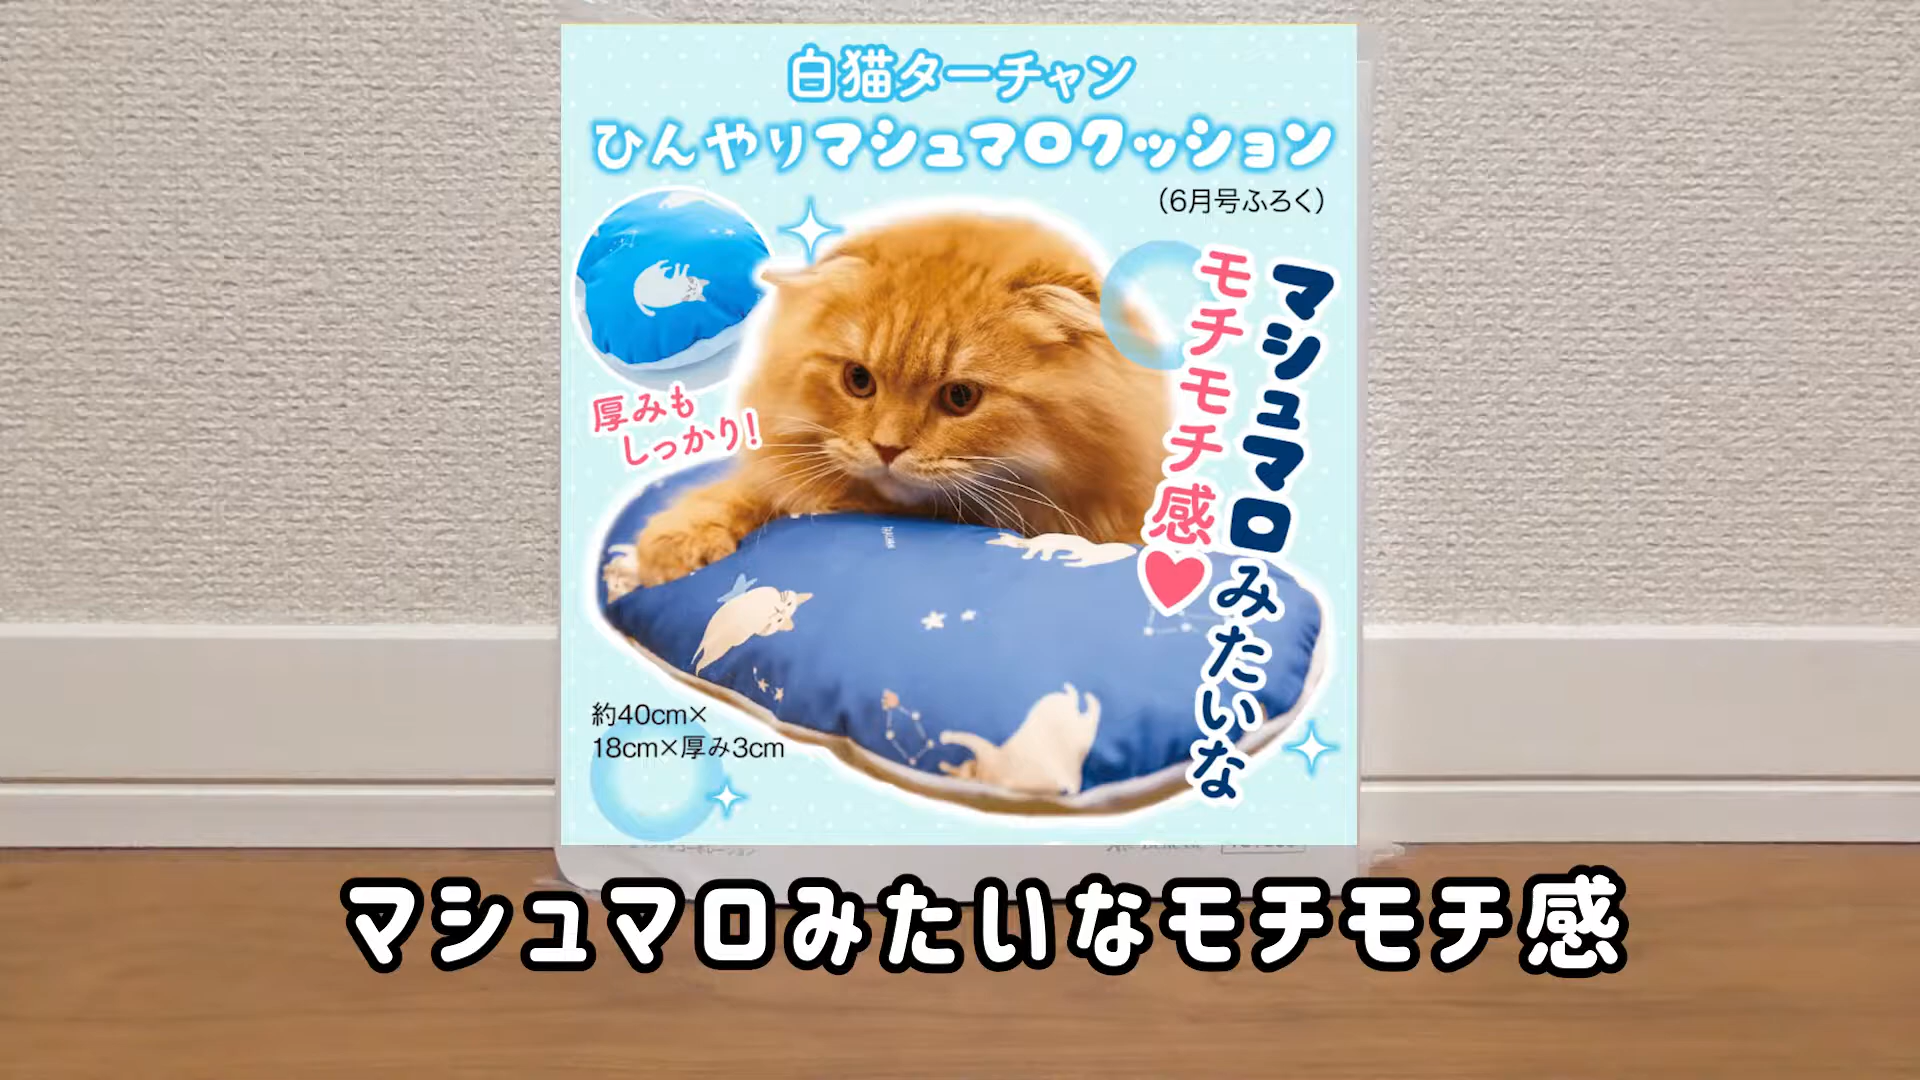 白猫ターチャン
ひんやりマシュマロクッション
（6月号ふろく）
マシュマロみたいな
モチモチ感
厚みも
しっかり!
約40cm×
18cm×厚み3cm
マシュマロみたいなモチモチ感